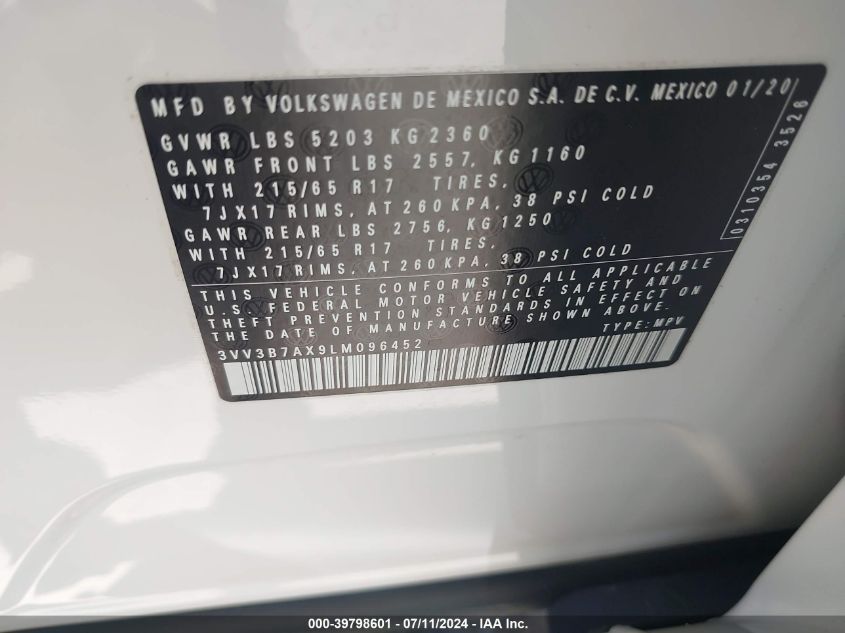 MFD BY VOLKSWAGEN DE MEXICO S.A. DE C.V. MEXICO 01/20
GVWR LBS 5203 KG 2360
GAWR FRONT LBS 2557, KG 1160
WITH 215/65 R17 TIRES,
7JX17 RIMS, AT 260 KPA, 38 PSI COLD
GAWR REAR LBS 2756, KG 1250
WITH 215/65 R17 TIRES,
7JX17 RIMS, AT 260 KPA, 38 PSI COLD
THIS VEHICLE CONFORMS TO ALL APPLICABLE
U.S. FEDERAL MOTOR VEHICLE SAFETY AND
THEFT PREVENTION STANDARDS IN EFFECT ON
THE DATE OF MANUFACTURE SHOWN ABOVE.
3VV3B7AX9LM096452 TYPE: MPV
0310354 3526
000-39798601 / 07/11/2024 - IAA Inc.